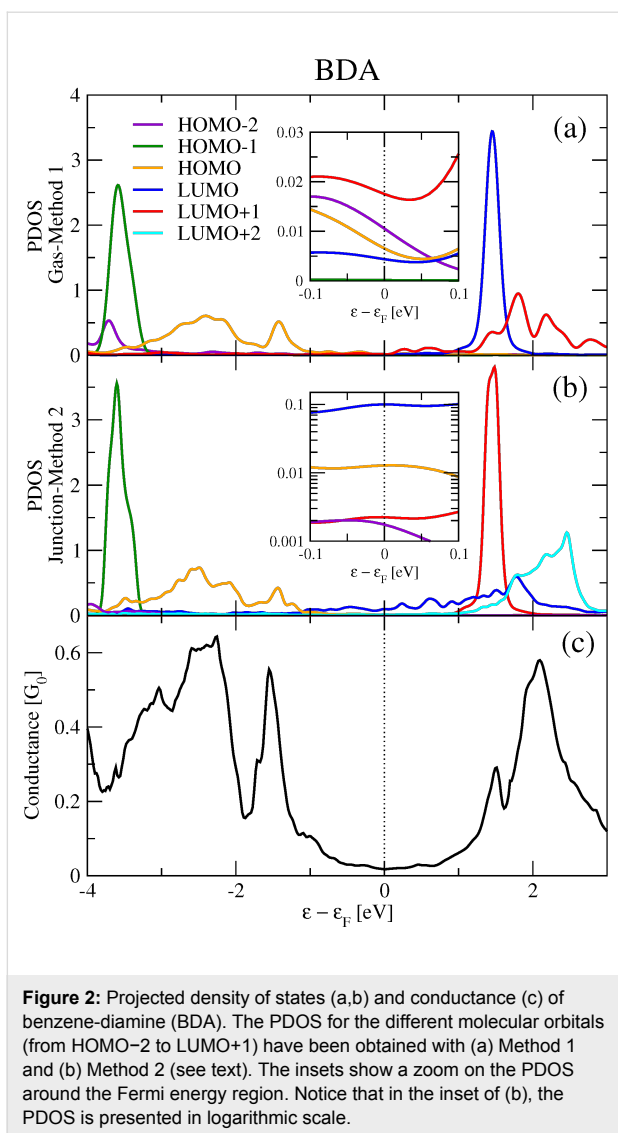 BDA
4
(a)
HOMO-2
HOMO-1
HOMO
LUMO
LUMO+1
LUMO+2
3
2
1
0
PDOS
Gas-Method 1
0.03
0.02
0.01
0
-0.1
0
0.1
ε − ε_F [eV]
(b)
3
2
1
0
PDOS
Junction-Method 2
0.1
0.01
0.001
-0.1
0
0.1
ε − ε_F [eV]
(c)
0.6
0.4
0.2
0
Conductance [G_0]
-4
-2
0
2
ε − ε_F [eV]
Figure 2: Projected density of states (a,b) and conductance (c) of
benzene-diamine (BDA). The PDOS for the different molecular orbitals
(from HOMO−2 to LUMO+1) have been obtained with (a) Method 1
and (b) Method 2 (see text). The insets show a zoom on the PDOS
around the Fermi energy region. Notice that in the inset of (b), the
PDOS is presented in logarithmic scale.